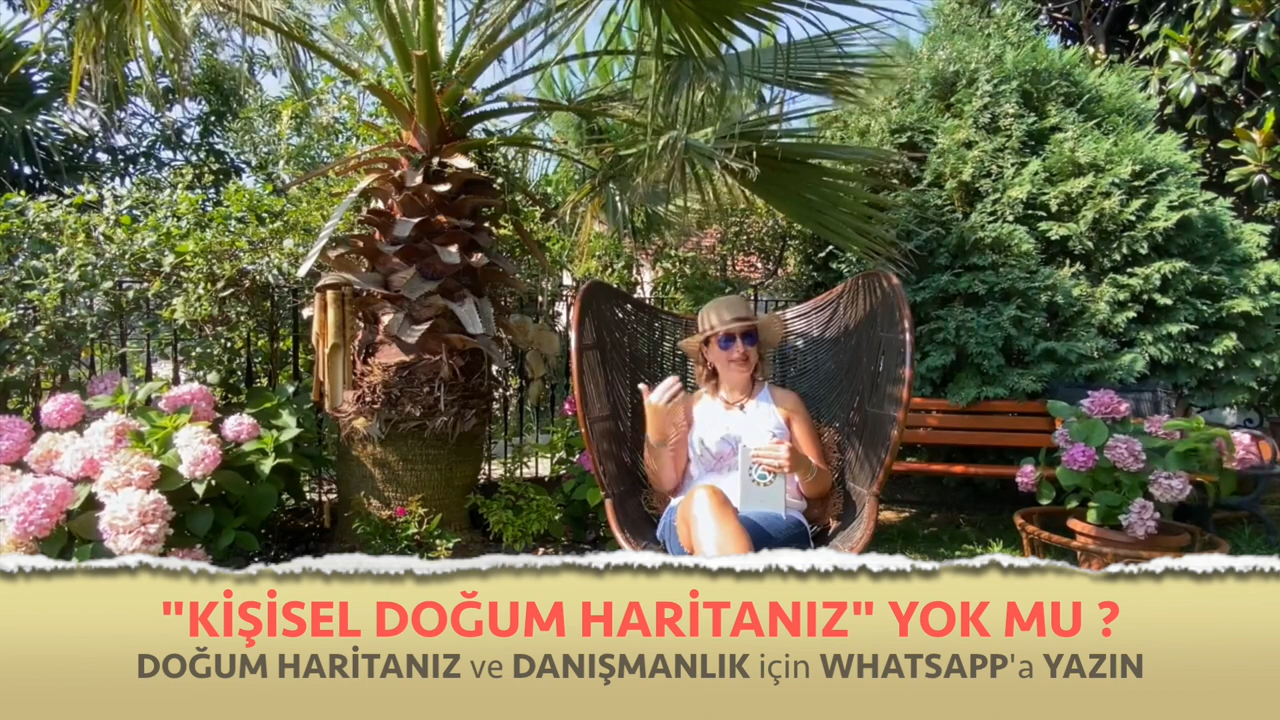 "KİŞİSEL DOĞUM HARİTANIZ" YOK MU ?
DOĞUM HARİTANIZ ve DANIŞMANLIK için WHATSAPP'a YAZIN